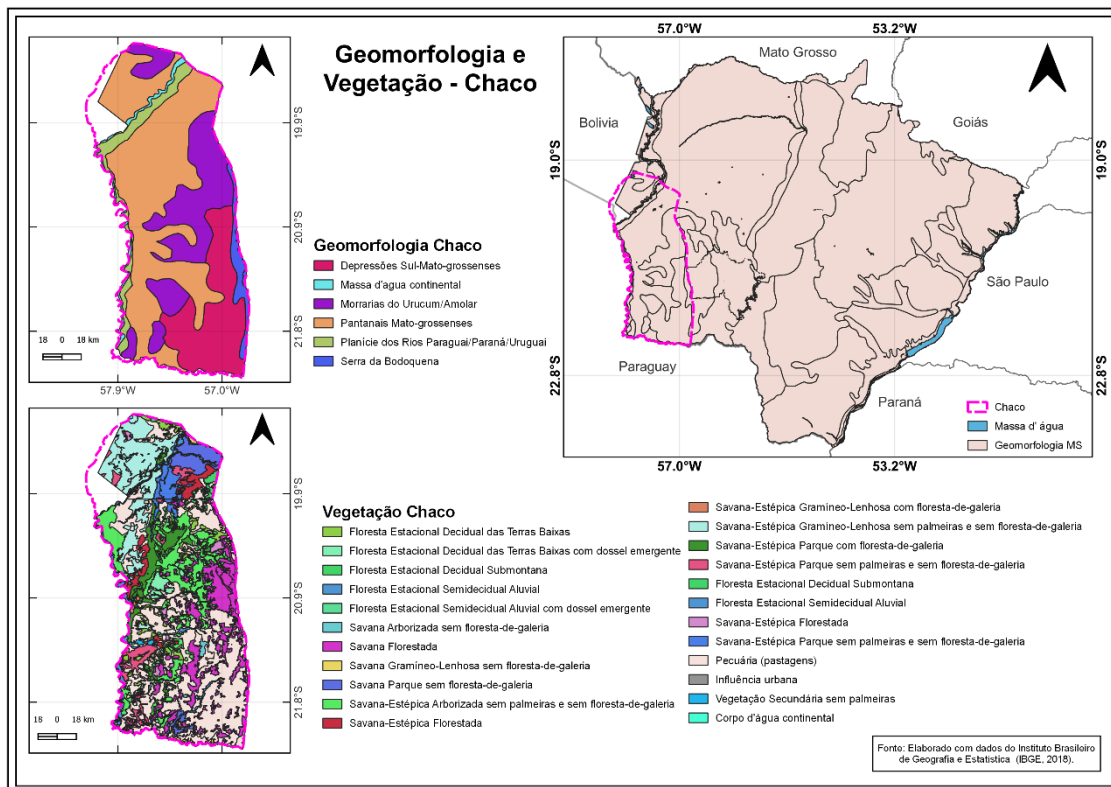 Geomorfologia e
Vegetação - Chaco
19.9°S
20.9°S
21.8°S
57.9°W
57.0°W
18 0 18 km
Geomorfologia Chaco
Depressões Sul-Mato-grossenses
Massa d'agua continental
Morrarias do Urucum/Amolar
Pantanais Mato-grossenses
Planície dos Rios Paraguai/Paraná/Uruguai
Serra da Bodoquena
57.0°W
53.2°W
Mato Grosso
Bolivia
Goiás
19.0°S
19.0°S
São Paulo
Paraguay
22.8°S
22.8°S
Paraná
57.0°W
53.2°W
Chaco
Massa d' água
Geomorfologia MS
19.9°S
20.9°S
21.8°S
18 0 18 km
Vegetação Chaco
Floresta Estacional Decidual das Terras Baixas
Floresta Estacional Decidual das Terras Baixas com dossel emergente
Floresta Estacional Decidual Submontana
Floresta Estacional Semidecidual Aluvial
Floresta Estacional Semidecidual Aluvial com dossel emergente
Savana Arborizada sem floresta-de-galeria
Savana Florestada
Savana Gramíneo-Lenhosa sem floresta-de-galeria
Savana Parque sem floresta-de-galeria
Savana-Estépica Arborizada sem palmeiras e sem floresta-de-galeria
Savana-Estépica Florestada
Savana-Estépica Gramineo-Lenhosa com floresta-de-galeria
Savana-Estépica Gramineo-Lenhosa sem palmeiras e sem floresta-de-galeria
Savana-Estépica Parque com floresta-de-galeria
Savana-Estépica Parque sem palmeiras e sem floresta-de-galeria
Floresta Estacional Decidual Submontana
Floresta Estacional Semidecidual Aluvial
Savana-Estépica Florestada
Savana-Estépica Parque sem palmeiras e sem floresta-de-galeria
Pecuária (pastagens)
Influência urbana
Vegetação Secundária sem palmeiras
Corpo d'água continental
Fonte: Elaborado com dados do Instituto Brasileiro
de Geografia e Estatistica (IBGE, 2018).